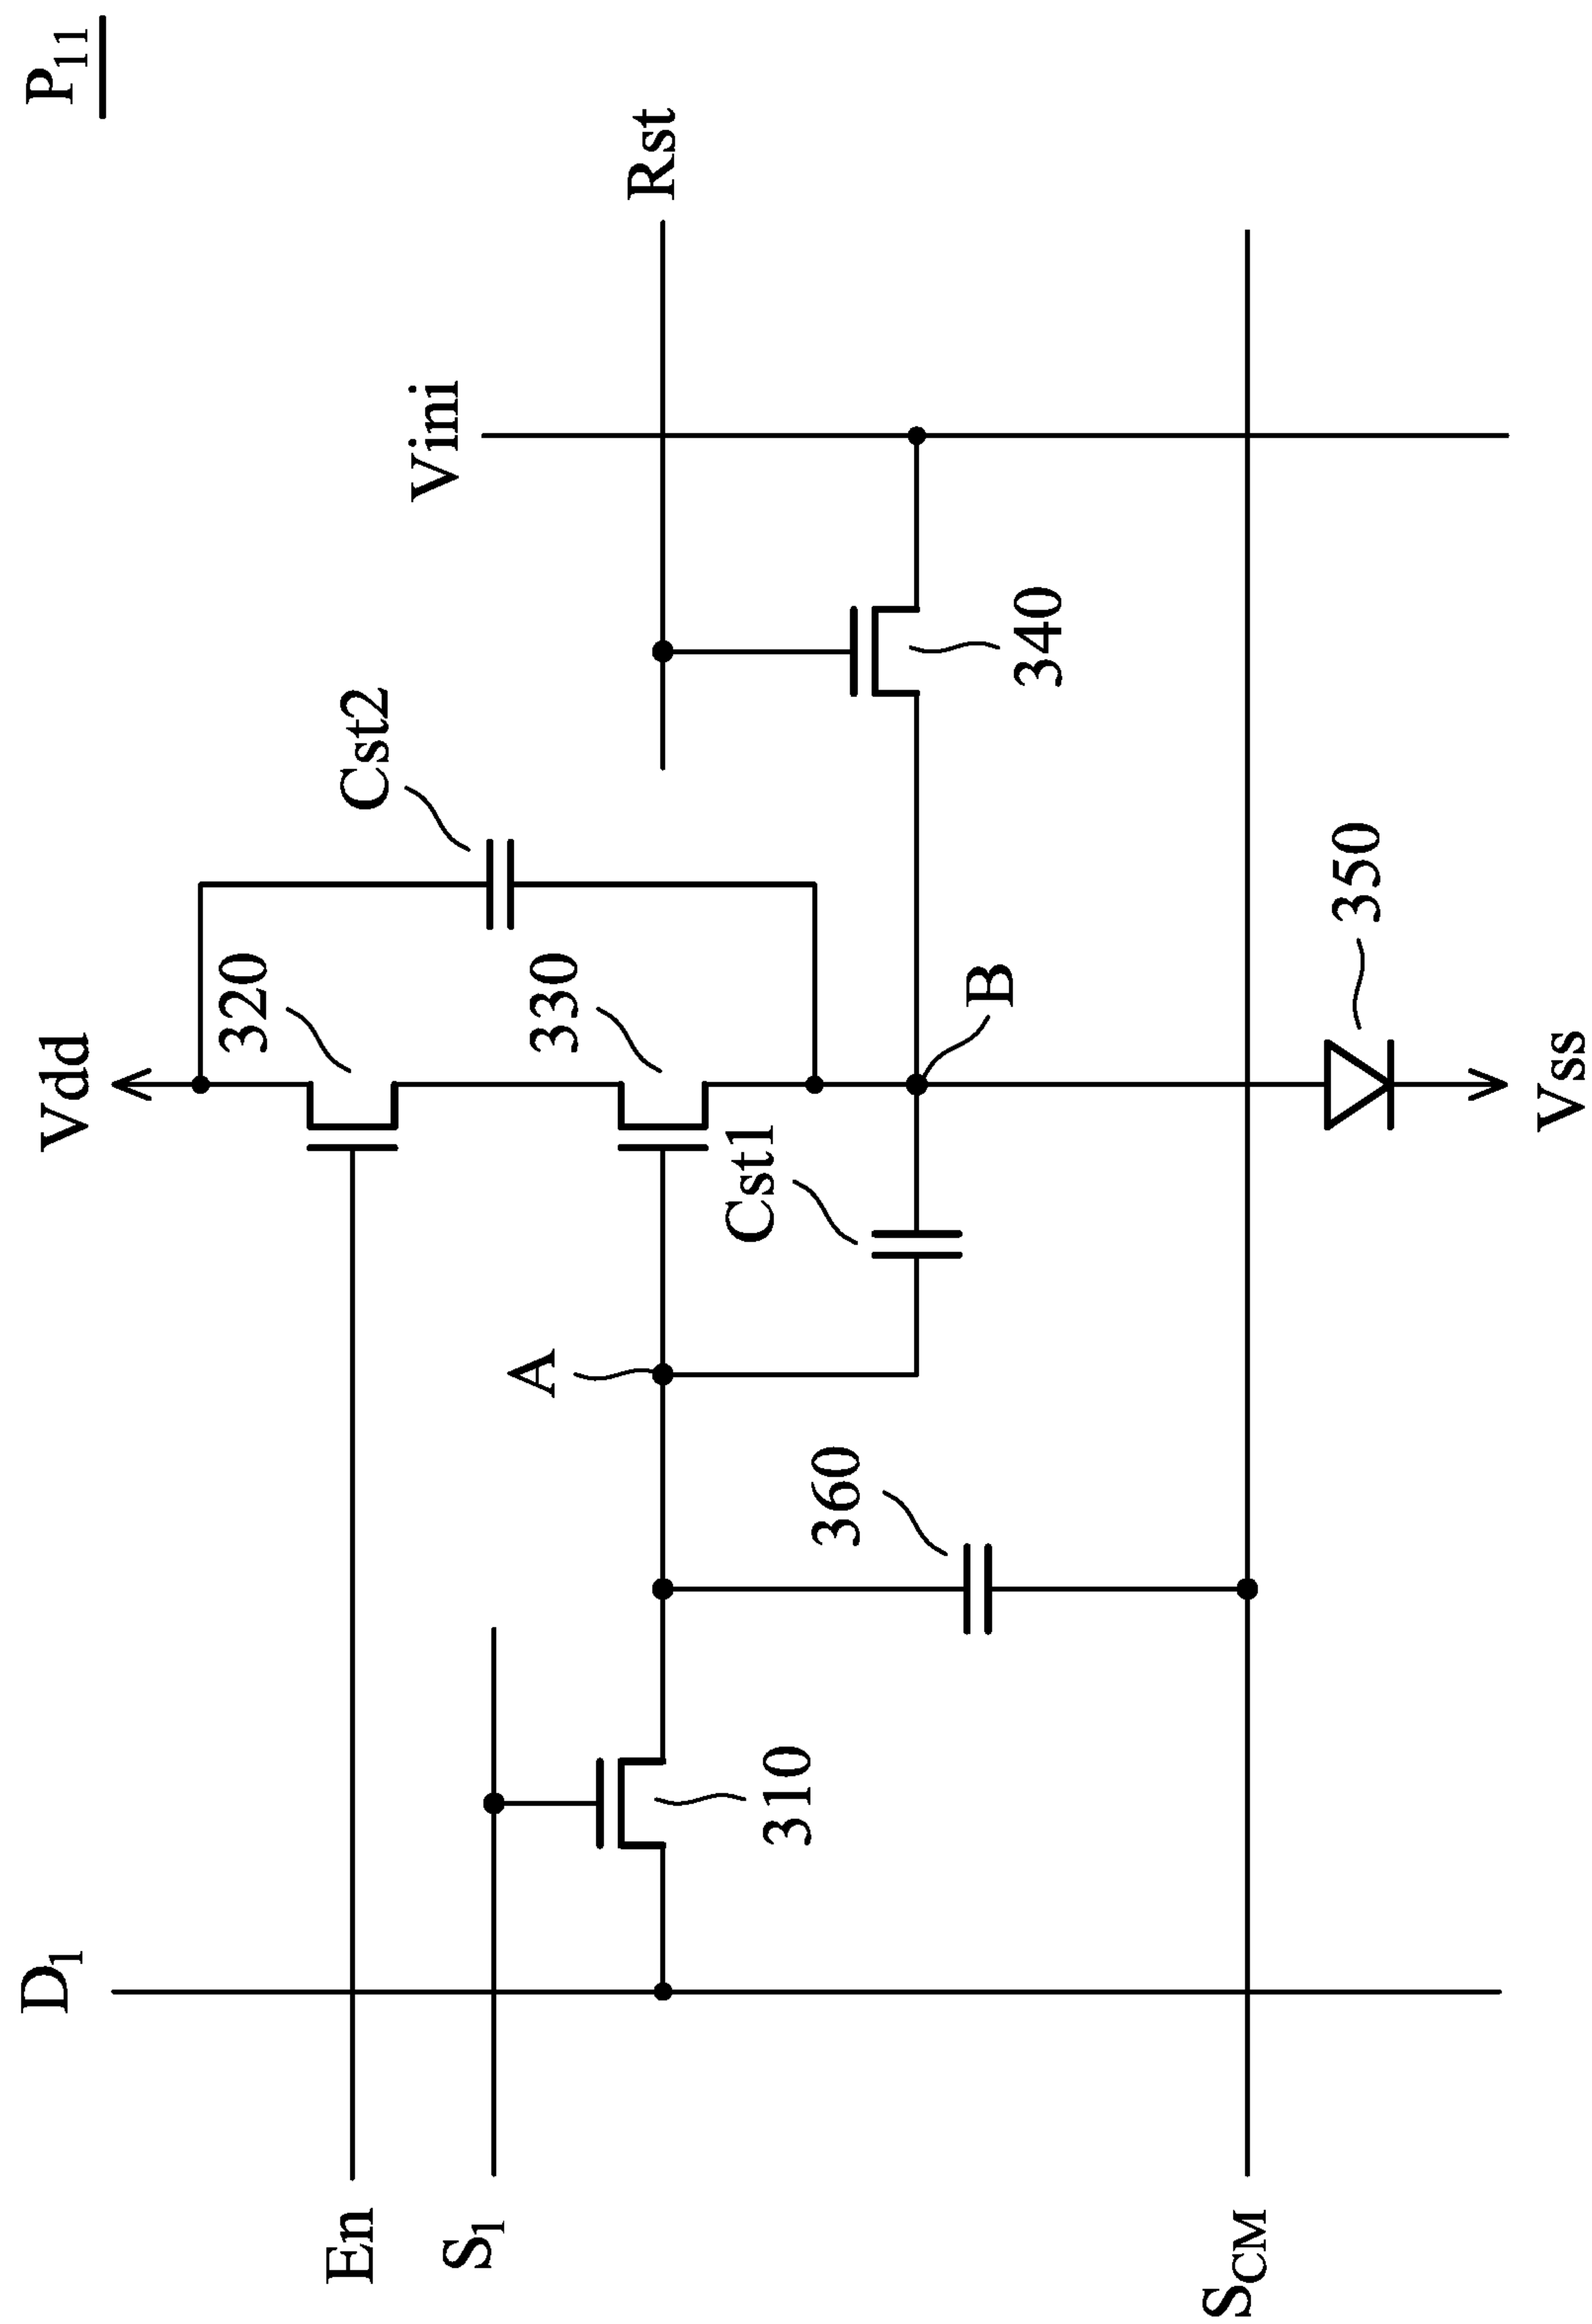 P11
D1
Vdd
Vini
Rst
En
S1
SCM
320
Cst2
330
A
Cst1
310
360
B
340
350
Vss